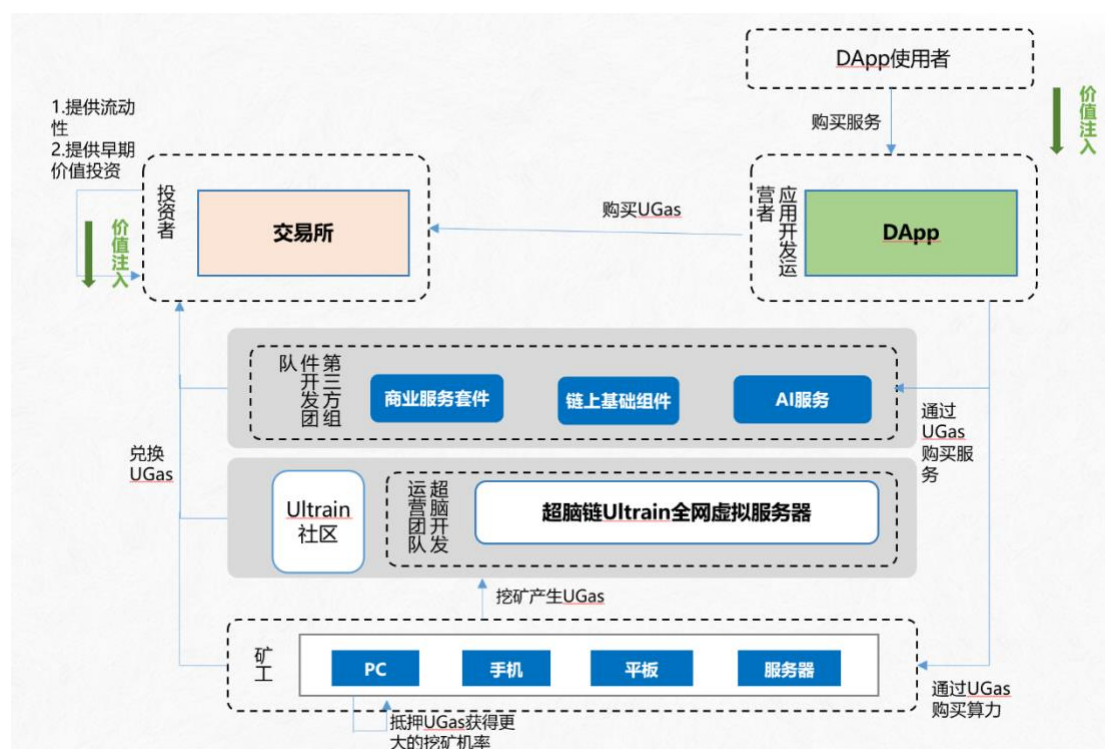 DApp使用者
价值注入
购买服务
1.提供流动
性
2.提供早期
价值投资
投资者
交易所
价值注入
购买UGas
应用开发运
营者
DApp
第三方组
件开发团
队
商业服务套件
链上基础组件
AI服务
通过
UGas
购买服
务
兑换
UGas
Ultrain
社区
超脑开发
运营团队
超脑链Ultrain全网虚拟服务器
挖矿产生UGas
矿工
PC
手机
平板
服务器
通过UGas
购买算力
抵押UGas获得更
大的挖矿机率